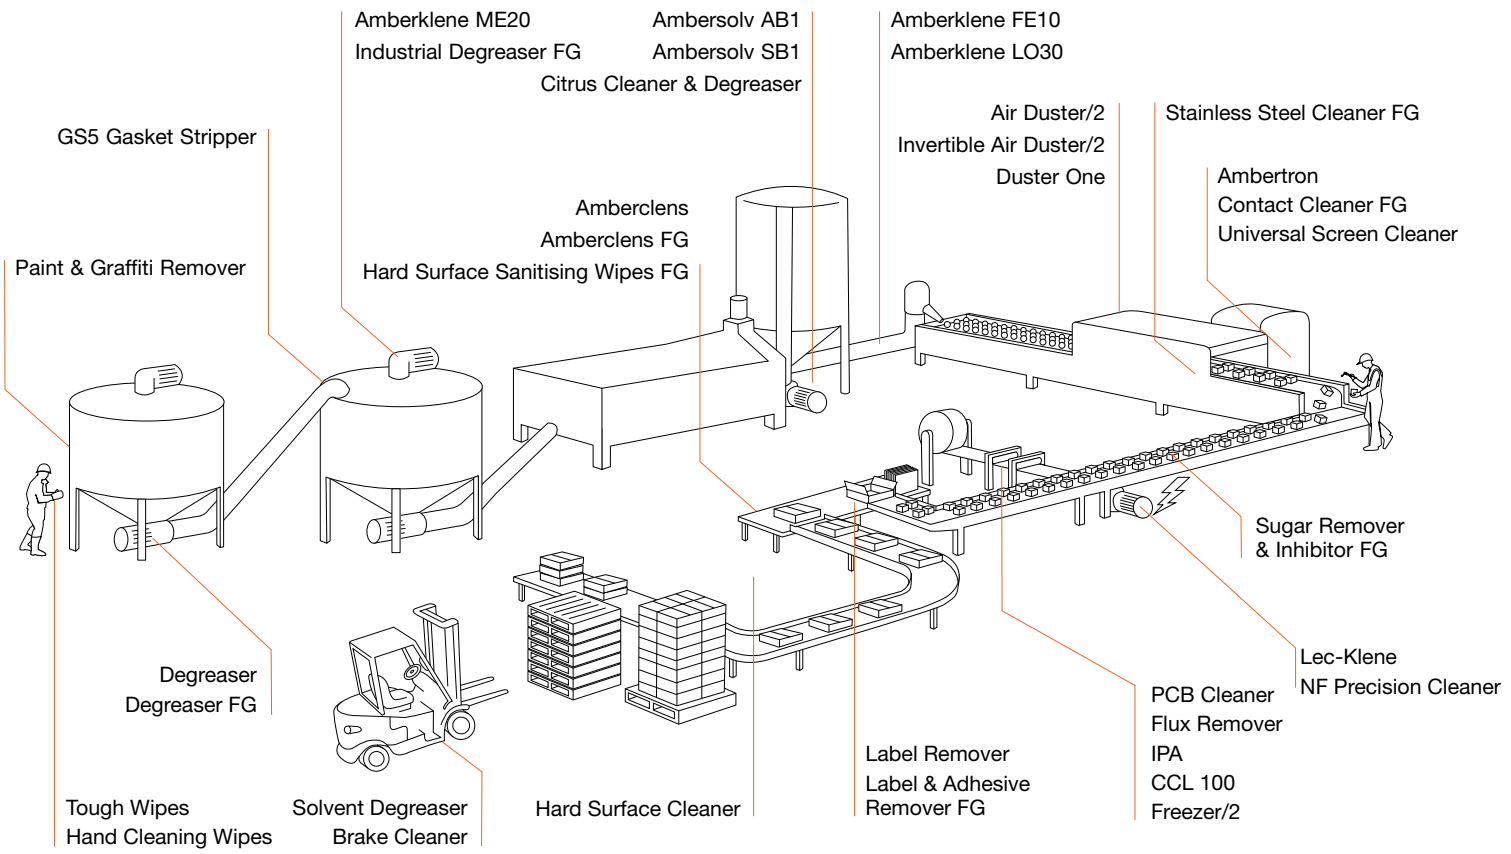 Amberklene ME20
Industrial Degreaser FG
Ambersolv AB1
Ambersolv SB1
Citrus Cleaner & Degreaser
Amberklene FE10
Amberklene LO30
GS5 Gasket Stripper
Air Duster/2
Invertible Air Duster/2
Duster One
Stainless Steel Cleaner FG
Ambertron
Contact Cleaner FG
Universal Screen Cleaner
Amberclens
Amberclens FG
Hard Surface Sanitising Wipes FG
Paint & Graffiti Remover
Sugar Remover
& Inhibitor FG
Degreaser
Degreaser FG
Lec-Klene
NF Precision Cleaner
PCB Cleaner
Flux Remover
IPA
CCL 100
Freezer/2
Label Remover
Label & Adhesive
Remover FG
Hard Surface Cleaner
Solvent Degreaser
Brake Cleaner
Tough Wipes
Hand Cleaning Wipes